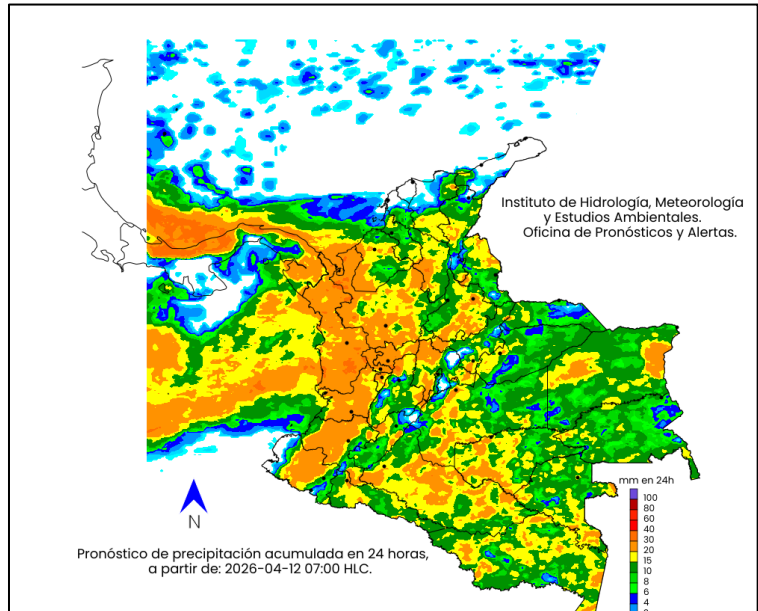 Instituto de Hidrología, Meteorología
y Estudios Ambientales.
Oficina de Pronósticos y Alertas.
mm en 24h
100
80
60
40
30
20
15
10
8
6
4
N
Pronóstico de precipitación acumulada en 24 horas,
a partir de: 2026-04-12 07:00 HLC.